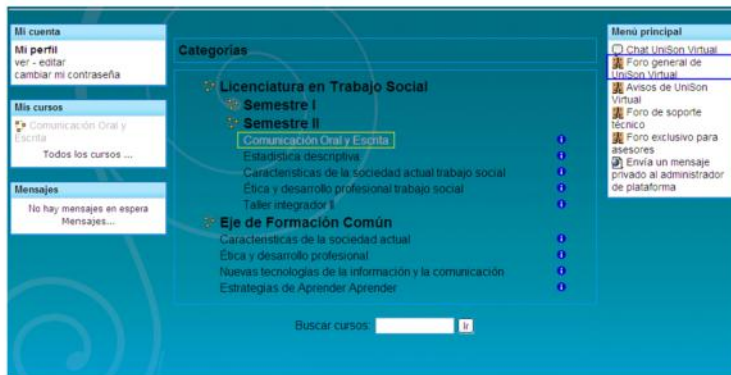 Mi cuenta
Mi perfil
ver - editar
cambiar mi contraseña
Mis cursos
Comunicación Oral y
Escrita
Todos los cursos ...
Mensajes
No hay mensajes en espera
Mensajes...
Categorías
Licenciatura en Trabajo Social
Semestre I
Semestre II
Comunicación Oral y Escrita
Estadística descriptiva
Características de la sociedad actual trabajo social
Ética y desarrollo profesional trabajo social
Taller integrador II
Eje de Formación Común
Características de la sociedad actual
Ética y desarrollo profesional
Nuevas tecnologías de la información y la comunicación
Estrategias de Aprender Aprender
Buscar cursos:
Ir
Menú principal
Chat UniSon Virtual
Foro general de
UniSon Virtual
Avisos de UniSon
Virtual
Foro de soporte
técnico
Foro exclusivo para
asesores
Envía un mensaje
privado al administrador
de plataforma